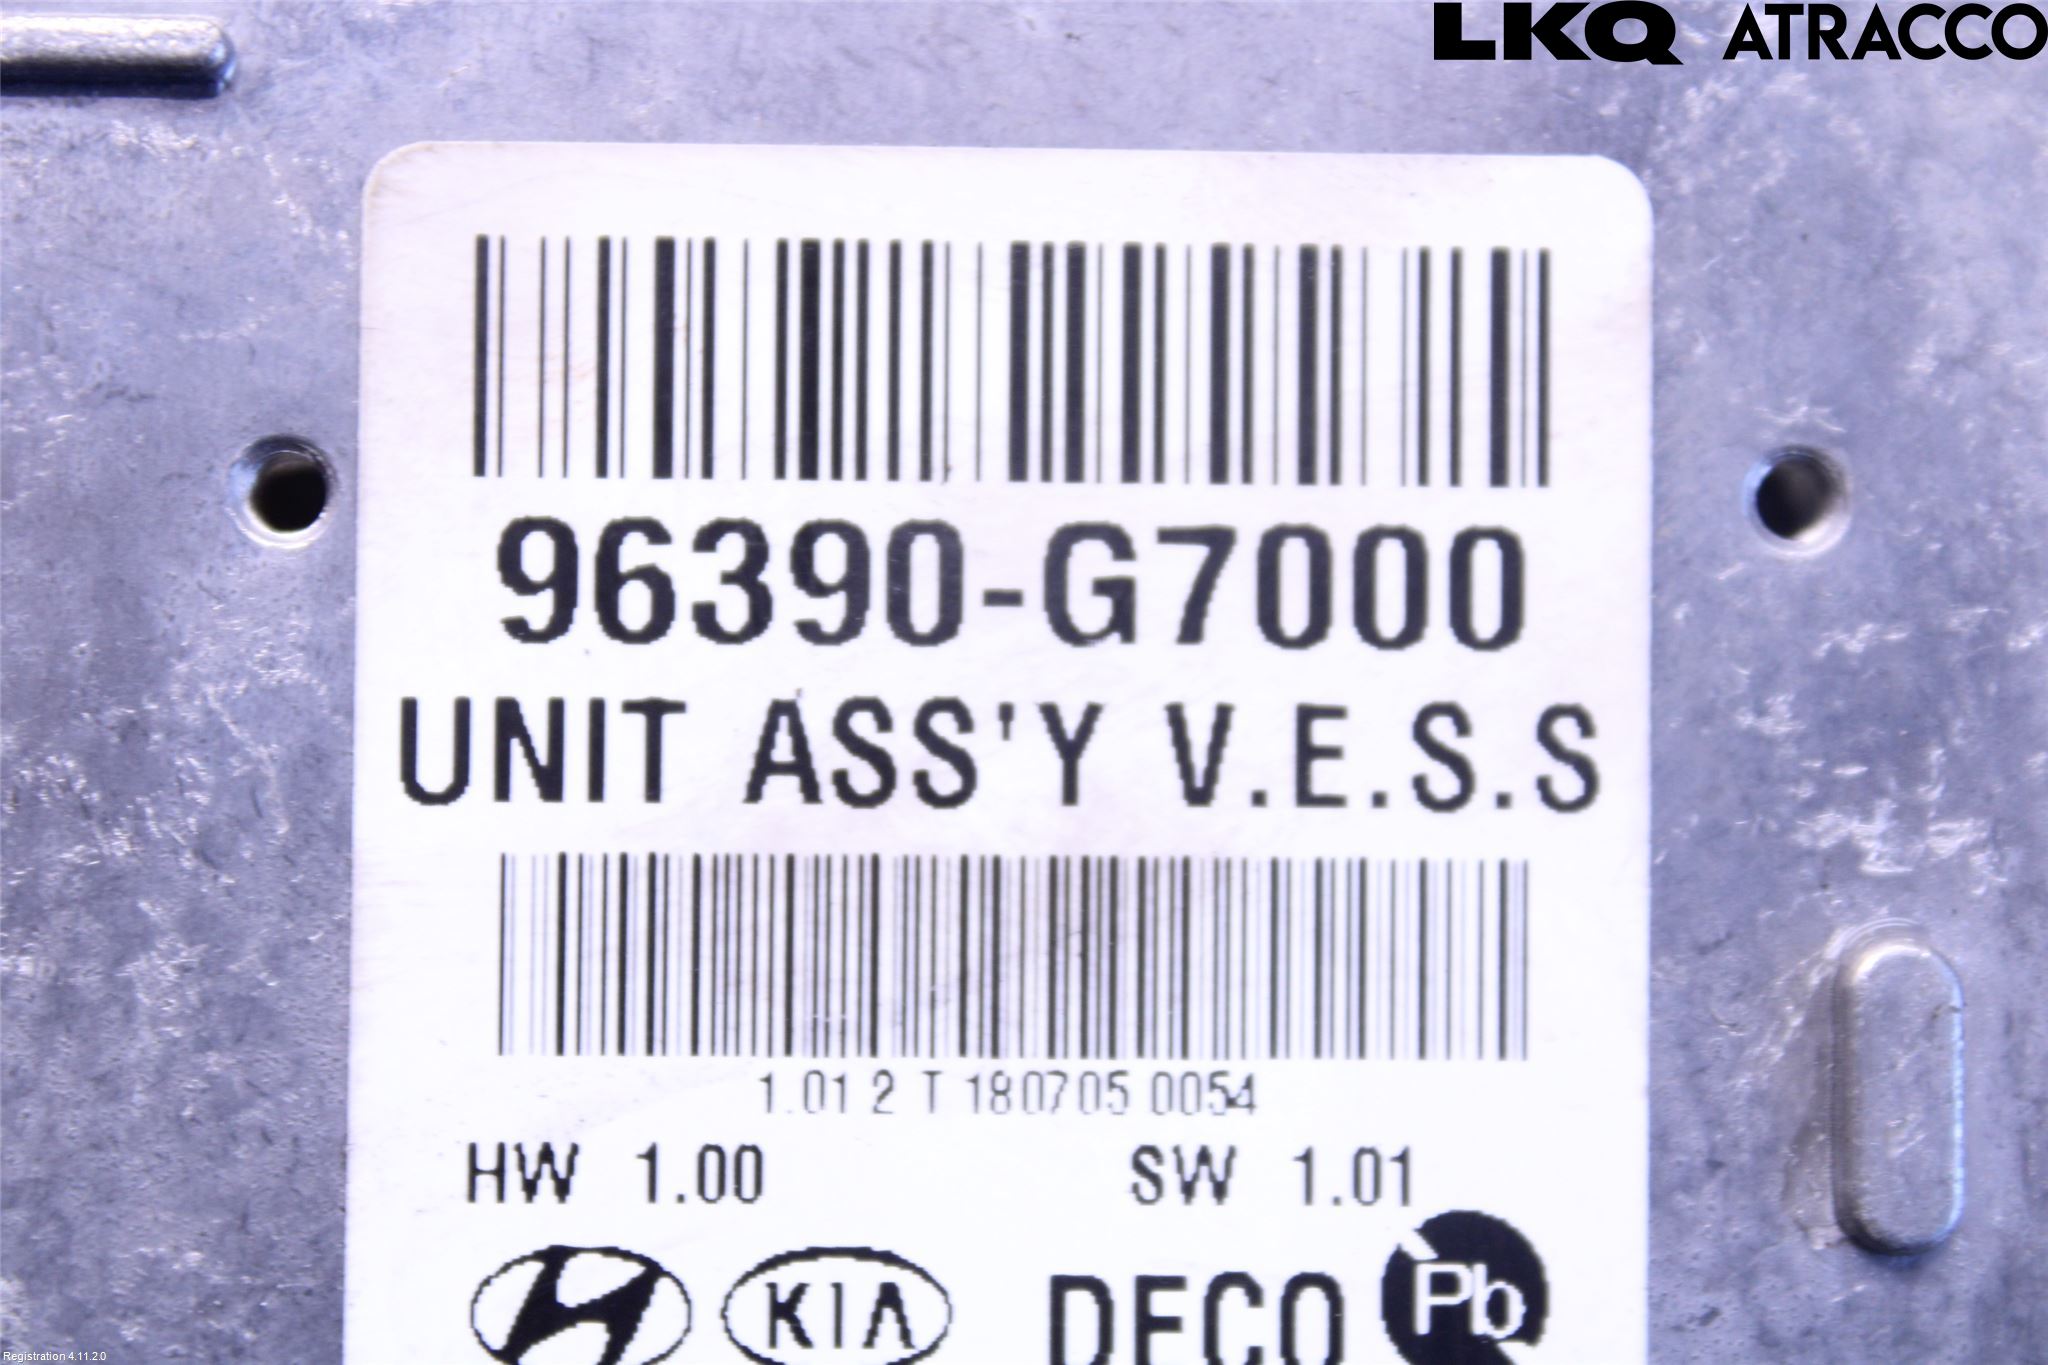 LKQ ATRACCO
96390-G7000
UNIT ASS'Y V.E.S.S
1.01 2 T 180705 0054
HW 1.00 SW 1.01
KIA DECO Pb
Registration 4.11.2.0